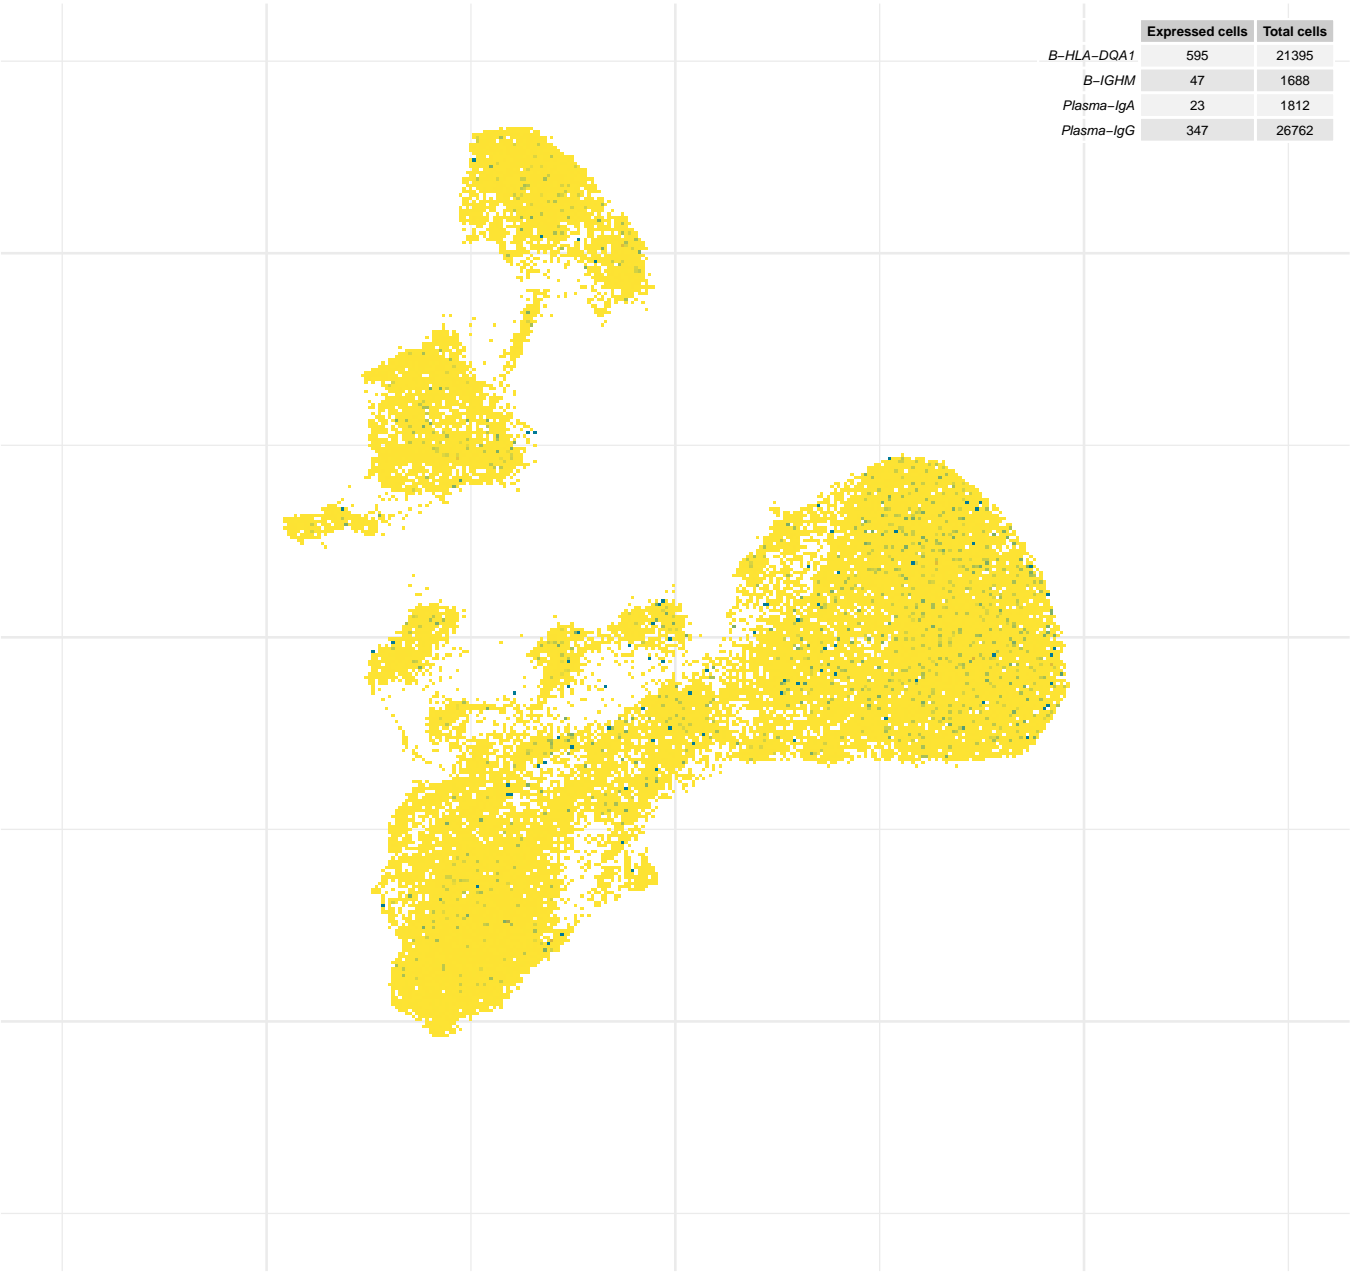 Expressed cells Total cells
B−HLA−DQA1 595 21395
B−IGHM 47 1688
Plasma−IgA 23 1812
Plasma−IgG 347 26762